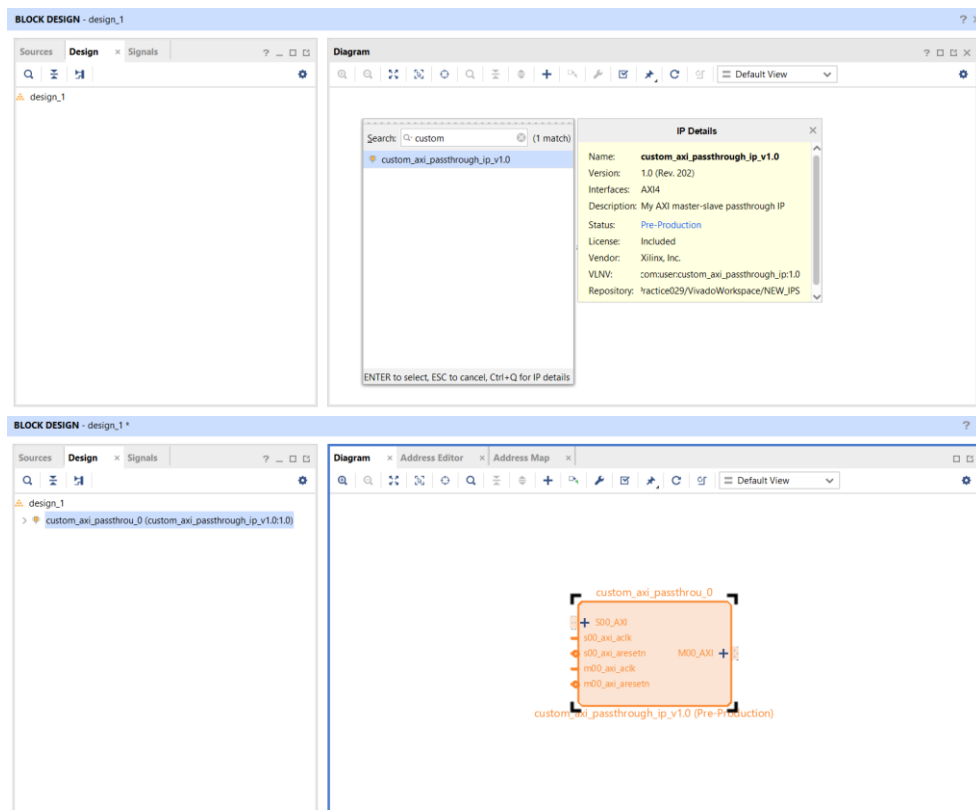 BLOCK DESIGN - design_1
Sources Design × Signals
design_1
Diagram
Default View
Search: custom (1 match)
custom_axi_passthrough_ip_v1.0
ENTER to select, ESC to cancel, Ctrl+Q for IP details
IP Details
Name: custom_axi_passthrough_ip_v1.0
Version: 1.0 (Rev. 202)
Interfaces: AXI4
Description: My AXI master-slave passthrough IP
Status: Pre-Production
License: Included
Vendor: Xilinx, Inc.
VLNV: :om:user:custom_axi_passthrough_ip:1.0
Repository: ractice029/VivadoWorkspace/NEW_IPS
BLOCK DESIGN - design_1 *
Sources Design × Signals
design_1
custom_axi_passthrou_0 (custom_axi_passthrough_ip_v1.0:1.0)
Diagram × Address Editor × Address Map ×
Default View
custom_axi_passthrou_0
S00_AXI
s00_axi_aclk
s00_axi_aresetn
m00_axi_aclk
m00_axi_aresetn
M00_AXI
custom_axi_passthrough_ip_v1.0 (Pre-Production)